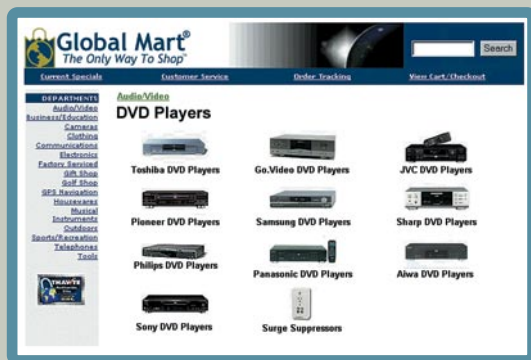 Global Mart®
The Only Way To Shop™
Search
Current Specials Customer Service Order Tracking View Cart/Checkout
DEPARTMENTS
Audio/Video
Business/Education
Cameras
Clothing
Communications
Electronics
Factory Serviced
Gift Shop
Golf Shop
GPS Navigation
Housewares
Musical
Instruments
Outdoors
Sports/Recreation
Telephones
Tools
Audio/Video
DVD Players
Toshiba DVD Players Go.Video DVD Players JVC DVD Players
Pioneer DVD Players Samsung DVD Players Sharp DVD Players
Philips DVD Players Panasonic DVD Players Aiwa DVD Players
Sony DVD Players Surge Suppressors